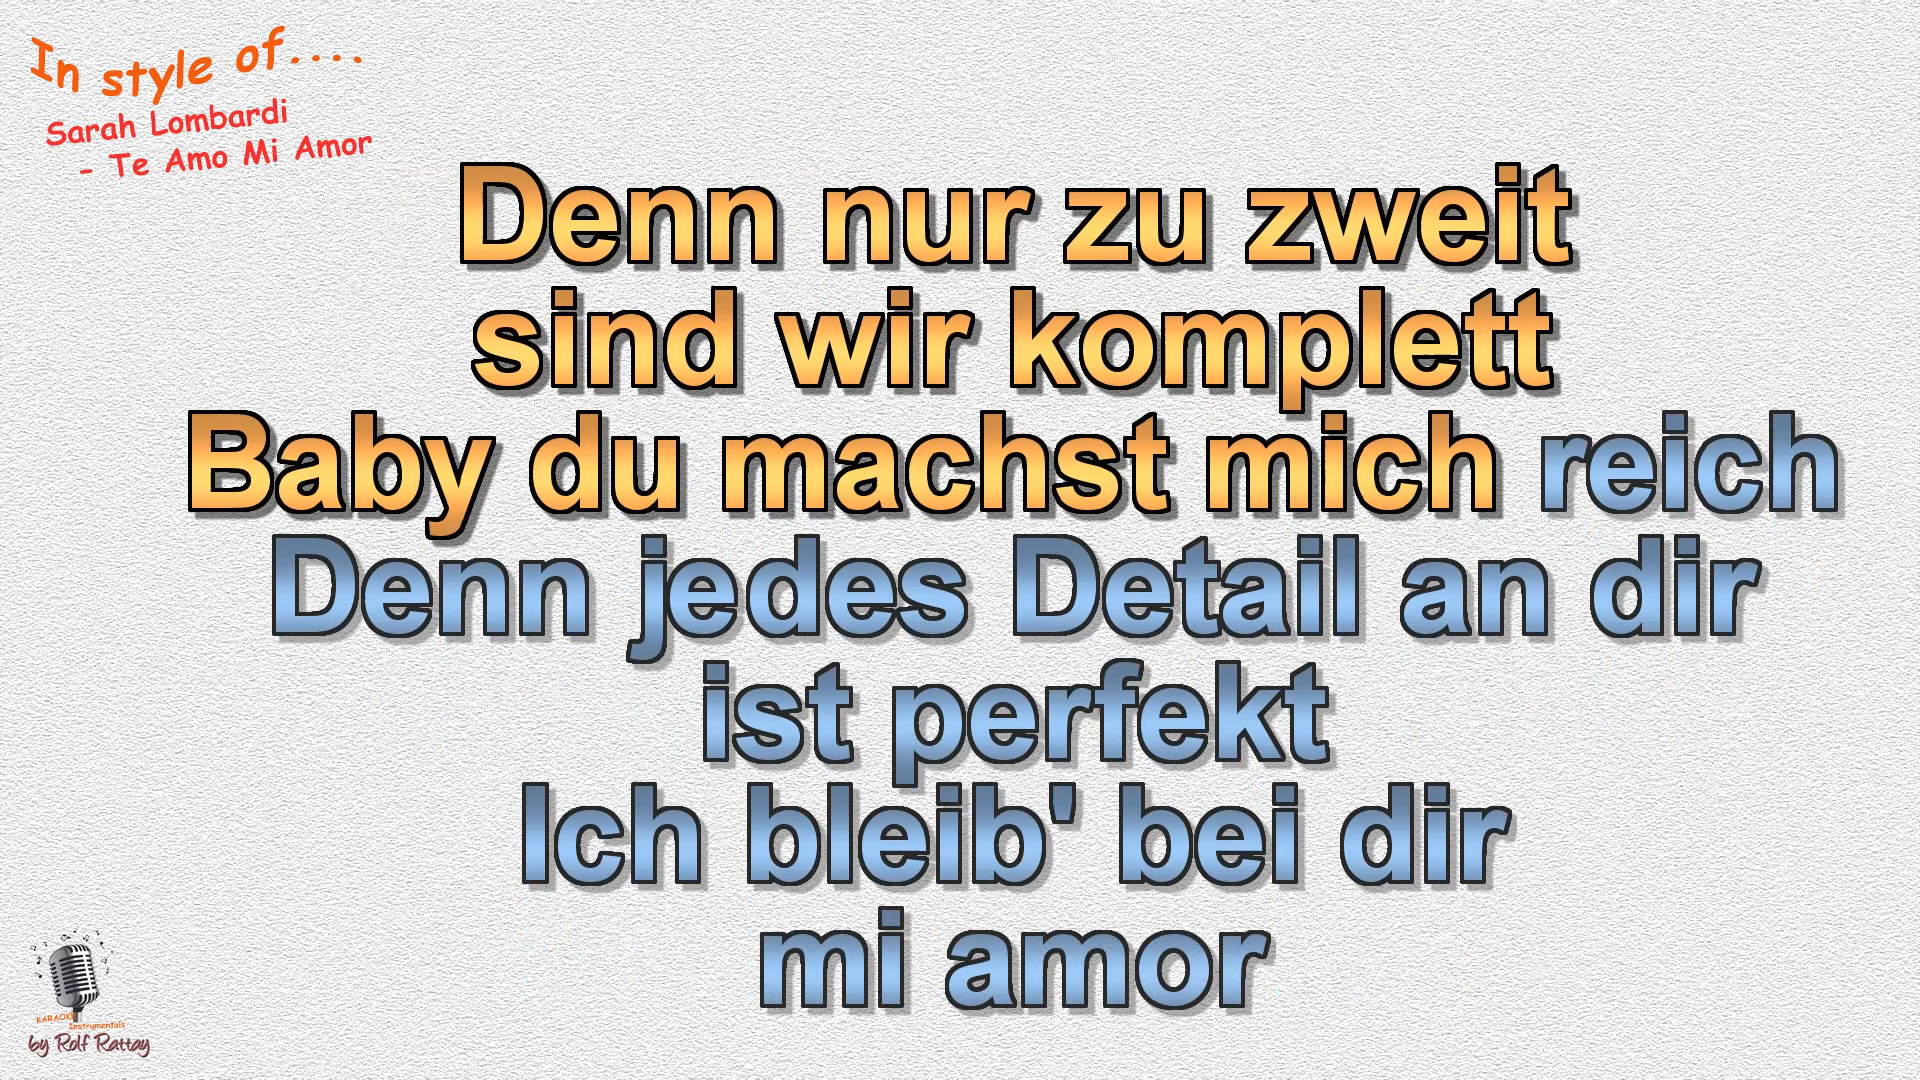 In style of....
Sarah Lombardi
- Te Amo Mi Amor
Denn nur zu zweit
sind wir komplett
Baby du machst mich reich
Denn jedes Detail an dir
ist perfekt
Ich bleib' bei dir
mi amor
KARAOKE
Instrumentals
by Rolf Rattay